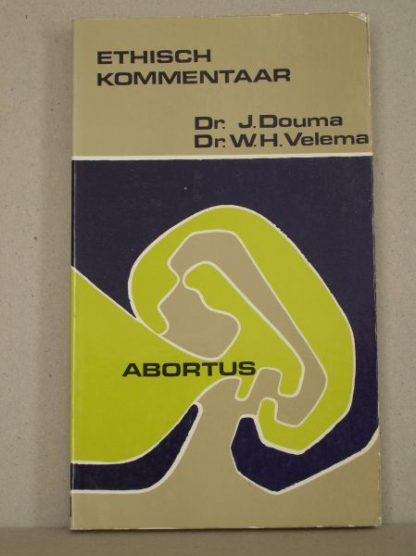 ETHISCH
KOMMENTAAR
Dr. J.Douma
Dr. W.H.Velema
ABORTUS